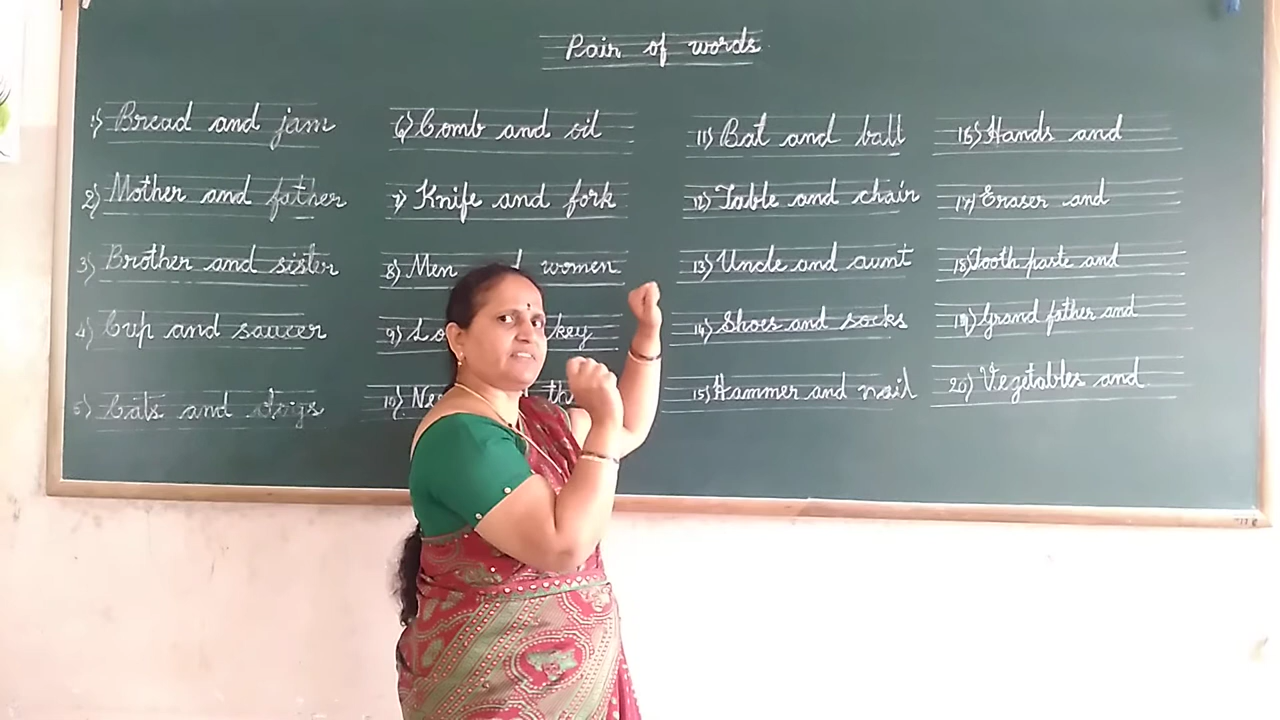 Pair of words
1) Bread and jam
2) Mother and father
3) Brother and sister
4) Cup and saucer
5) Cats and dogs
6) Comb and oil
7) Knife and fork
8) Men women
9) key
10)
11) Bat and ball
12) Table and chair
13) Uncle and aunt
14) Shoes and socks
15) Hammer and nail
16) Hands and
17) Eraser and
18) Tooth paste and
19) Grand father and
20) Vegetables and